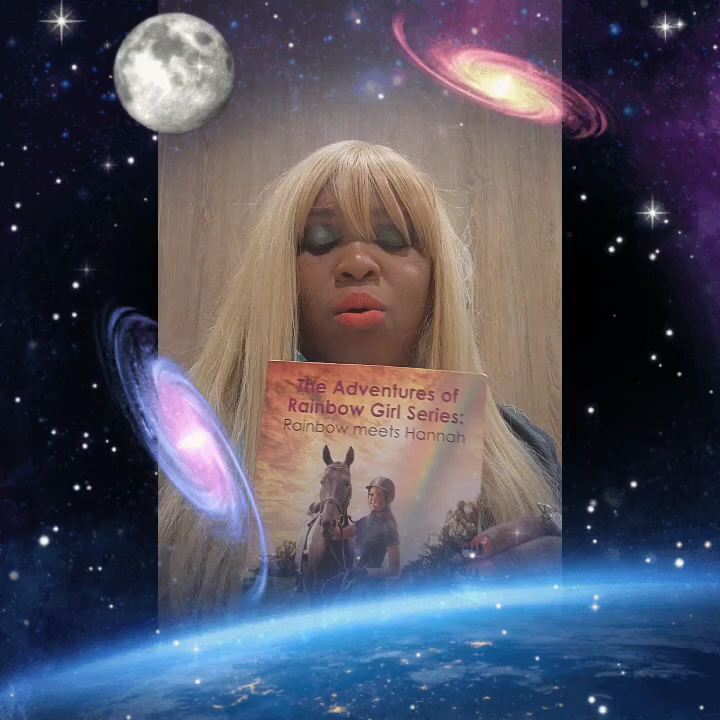 The Adventures of
Rainbow Girl Series:
Rainbow meets Hannah